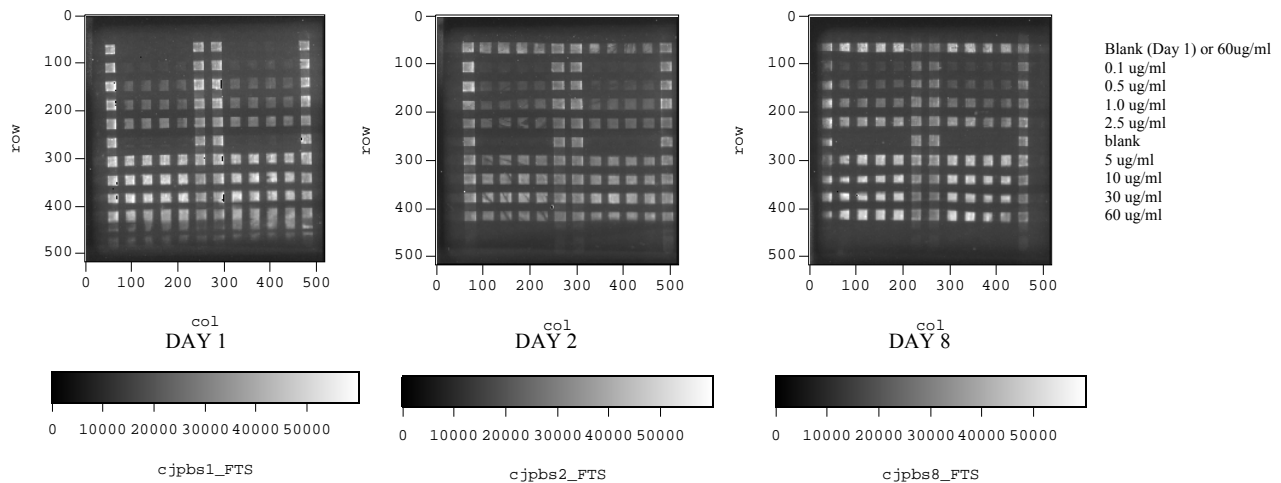 0
100
200
300
400
500
row
0 100 200 300 400 500
col
DAY 1
0 10000 20000 30000 50000
cjpbs1_FTS
0
100
200
300
400
500
row
0 100 200 300 400 500
col
DAY 2
0 10000 20000 30000 50000
cjpbs2_FTS
0
100
200
300
400
500
row
0 100 200 300 400 500
col
DAY 8
0 10000 20000 30000 50000
cjpbs8_FTS
Blank (Day 1) or 60ug/ml
0.1 ug/ml
0.5 ug/ml
1.0 ug/ml
2.5 ug/ml
blank
5 ug/ml
10 ug/ml
30 ug/ml
60 ug/ml